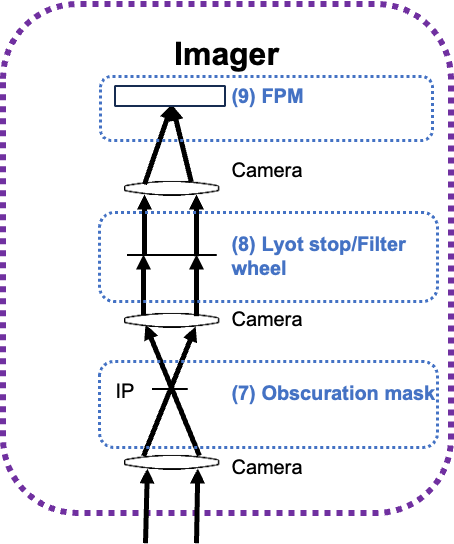 Imager
(9) FPM
Camera
(8) Lyot stop/Filter
wheel
Camera
IP
(7) Obscuration mask
Camera